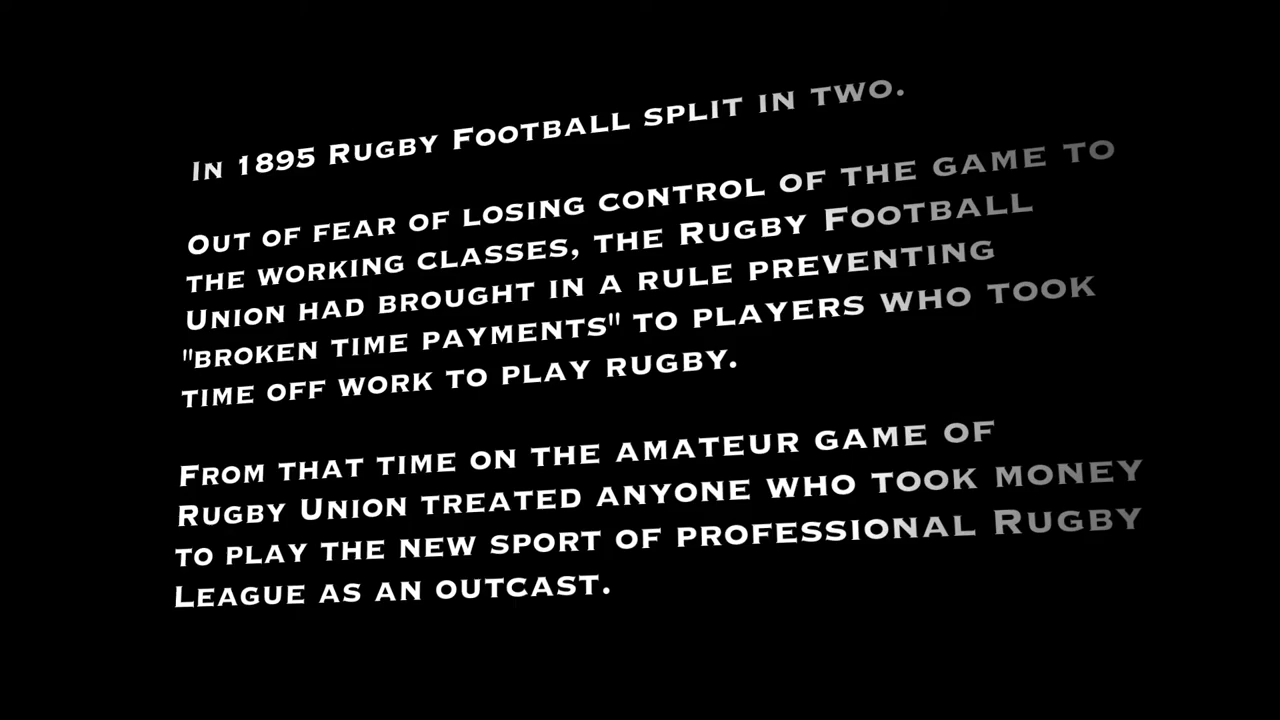 In 1895 Rugby Football split in two.
Out of fear of losing control of the game to
the working classes, the Rugby Football
Union had brought in a rule preventing
"broken time payments" to players who took
time off work to play rugby.
From that time on the amateur game of
Rugby Union treated anyone who took money
to play the new sport of professional Rugby
League as an outcast.